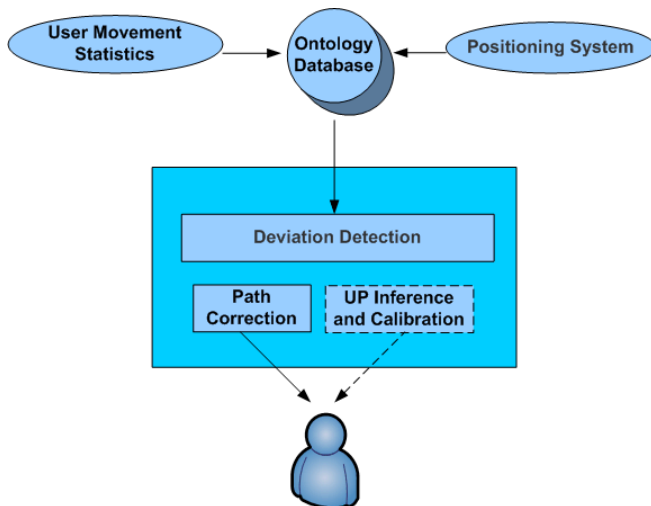 User Movement
Statistics
Ontology
Database
Positioning System
Deviation Detection
Path
Correction
UP Inference
and Calibration